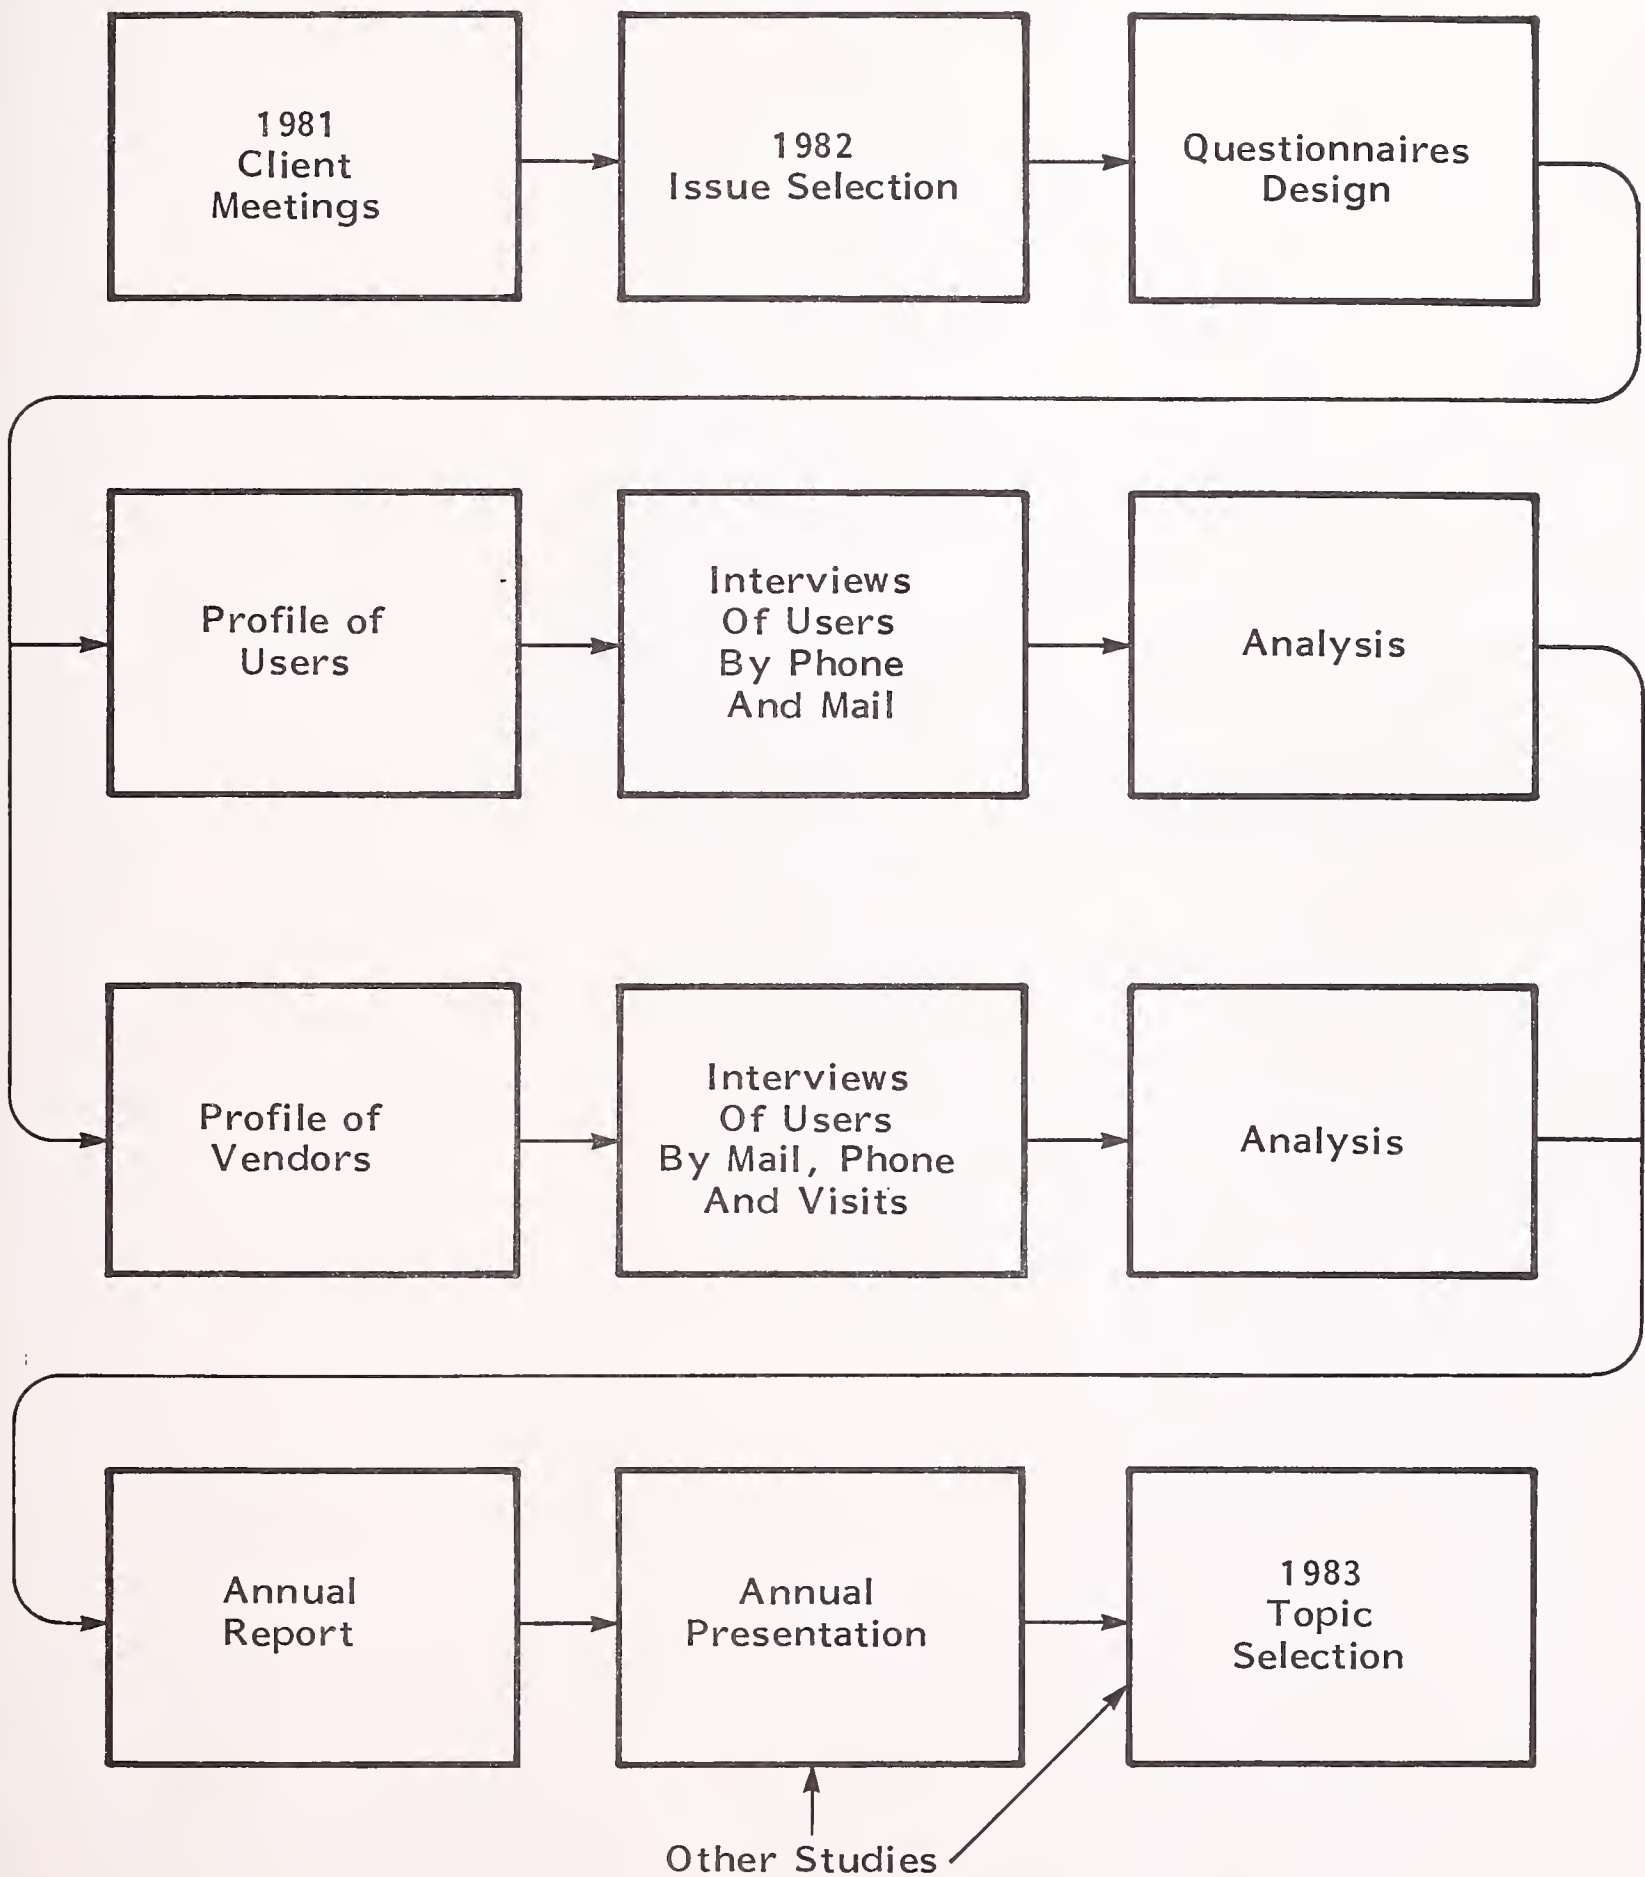 1981
Client
Meetings
1982
Issue Selection
Questionnaires
Design
Profile of
Users
Interviews
Of Users
By Phone
And Mail
Analysis
Profile of
Vendors
Interviews
Of Users
By Mail, Phone
And Visits
Analysis
Annual
Report
Annual
Presentation
1983
Topic
Selection
Other Studies